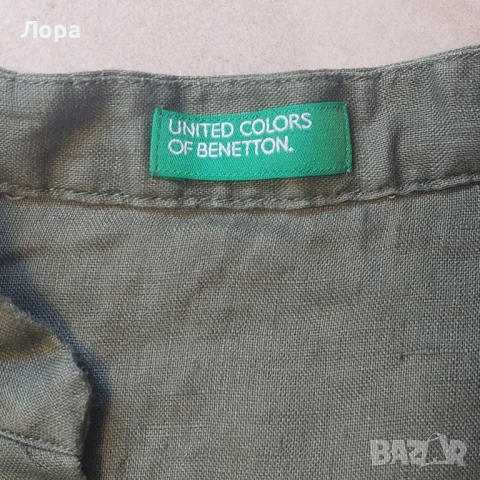 Лора
UNITED COLORS
OF BENETTON.
BAZAR